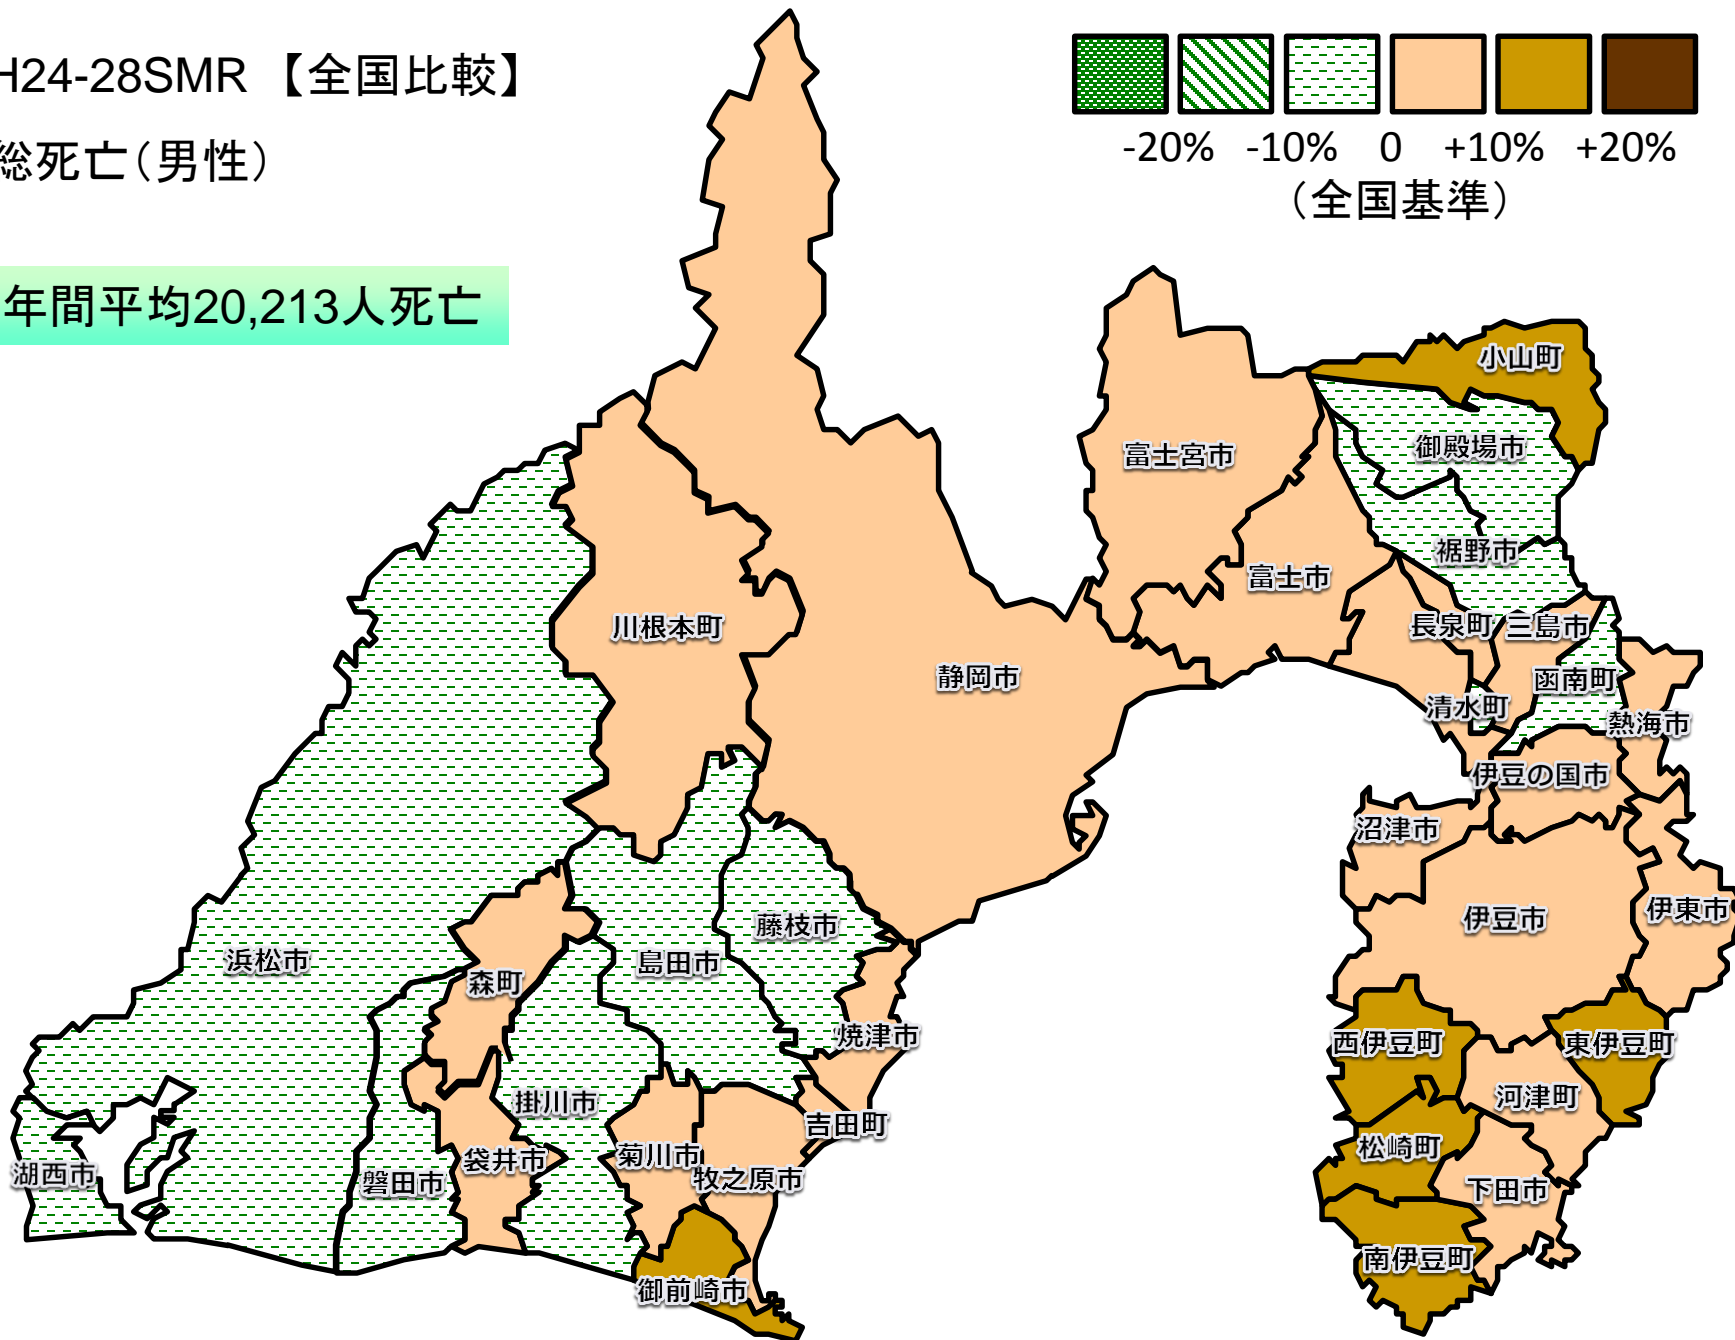 H24-28SMR 【全国比較】
総死亡（男性）
年間平均20,213人死亡
-20% -10% 0 +10% +20%
（全国基準）
小山町
御殿場市
富士宮市
裾野市
富士市
川根本町
長泉町
三島市
静岡市
函南町
清水町
熱海市
伊豆の国市
沼津市
伊東市
伊豆市
藤枝市
島田市
浜松市
森町
焼津市
西伊豆町
東伊豆町
河津町
掛川市
吉田町
松崎町
菊川市
袋井市
牧之原市
湖西市
磐田市
下田市
南伊豆町
御前崎市